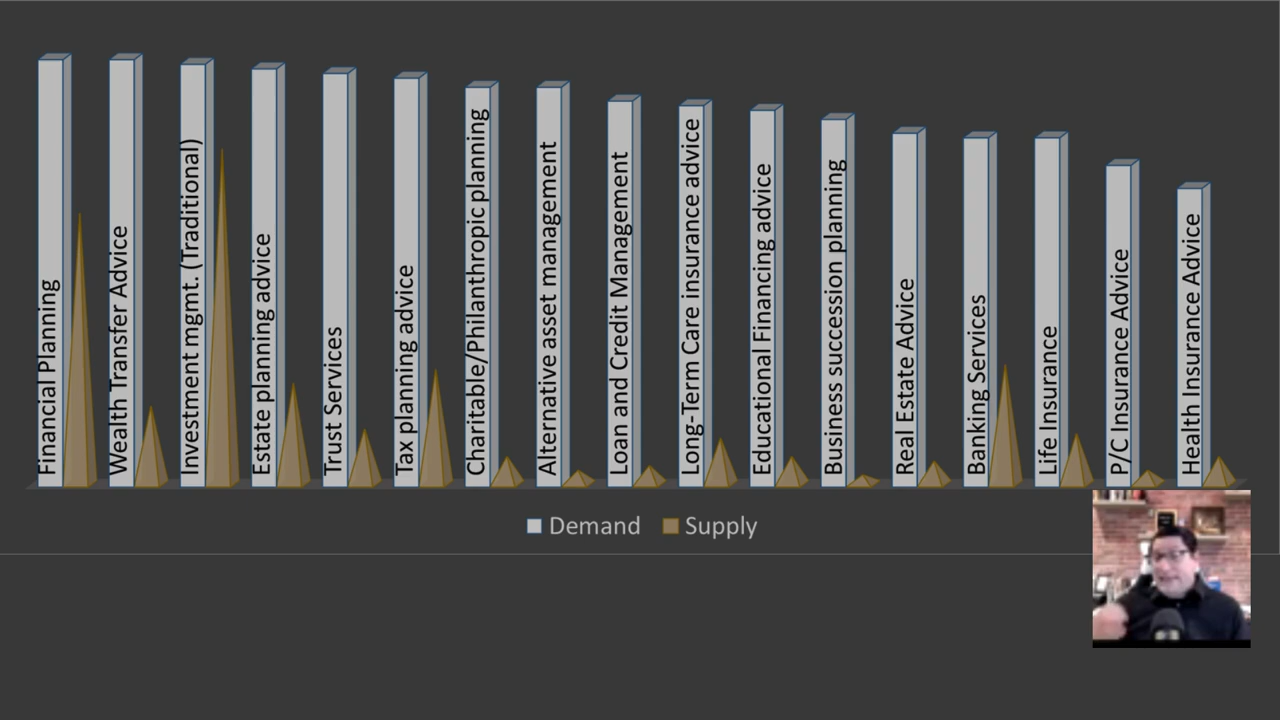 Financial Planning
Wealth Transfer Advice
Investment mgmt. (Traditional)
Estate planning advice
Trust Services
Tax planning advice
Charitable/Philanthropic planning
Alternative asset management
Loan and Credit Management
Long-Term Care insurance advice
Educational Financing advice
Business succession planning
Real Estate Advice
Banking Services
Life Insurance
P/C Insurance Advice
Health Insurance Advice
Demand Supply